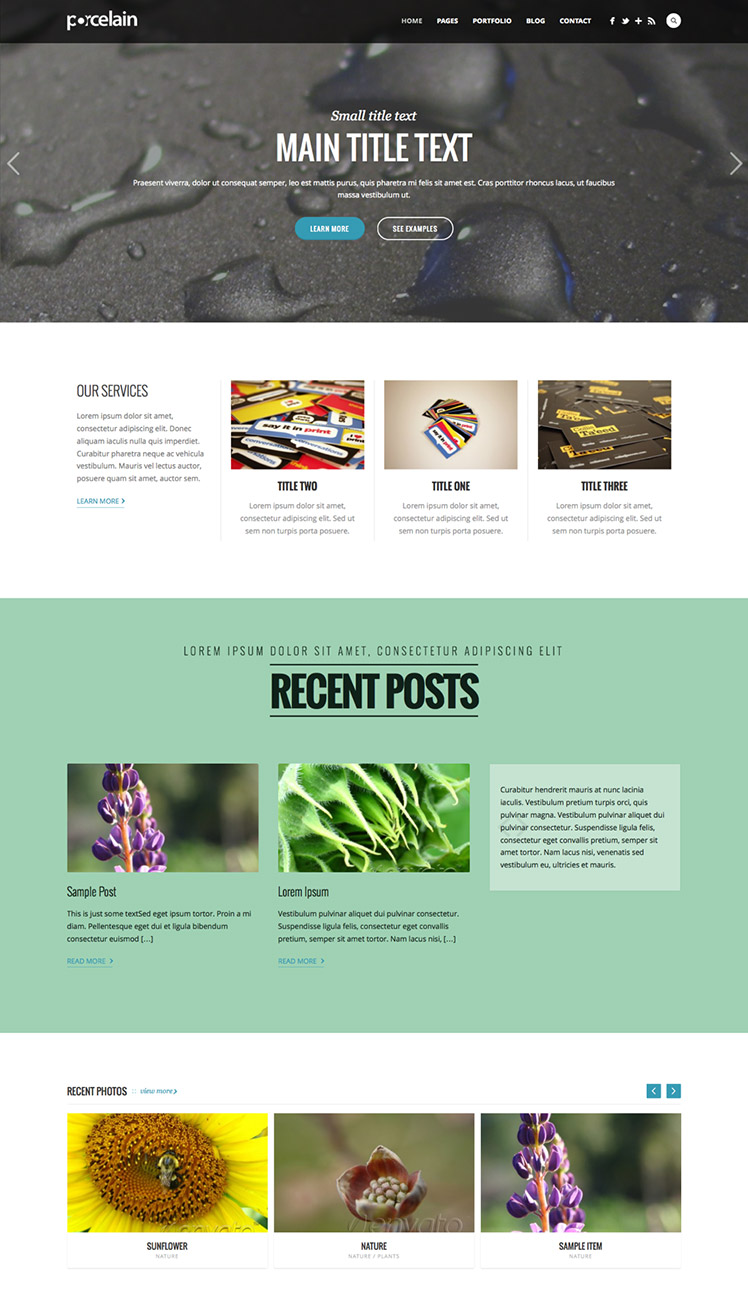 porcelain
HOME PAGES PORTFOLIO BLOG CONTACT
Small title text
MAIN TITLE TEXT
Praesent viverra, dolor ut consequat semper, leo est mattis purus, quis pharetra mi felis sit amet est. Cras porttitor rhoncus lacus, ut faucibus
massa vestibulum ut.
LEARN MORE
SEE EXAMPLES
OUR SERVICES
Lorem ipsum dolor sit amet,
consectetur adipiscing elit. Donec
aliquam iaculis nulla quis imperdiet.
Curabitur pharetra neque ac vehicula
vestibulum. Mauris vel lectus auctor,
posuere quam sit amet, auctor sem.
LEARN MORE
say it in print
conversations
TITLE TWO
Lorem ipsum dolor sit amet,
consectetur adipiscing elit. Sed ut
sem non turpis porta posuere.
TITLE ONE
Lorem ipsum dolor sit amet,
consectetur adipiscing elit. Sed ut
sem non turpis porta posuere.
TITLE THREE
Lorem ipsum dolor sit amet,
consectetur adipiscing elit. Sed ut
sem non turpis porta posuere.
LOREM IPSUM DOLOR SIT AMET, CONSECTETUR ADIPISCING ELIT
RECENT POSTS
Sample Post
This is just some textSed eget ipsum tortor. Proin a mi
diam. Pellentesque eget dui et ligula bibendum
consectetur euismod [...]
READ MORE
Lorem Ipsum
Vestibulum pulvinar aliquet dui pulvinar consectetur.
Suspendisse ligula felis, consectetur eget convallis
pretium, semper sit amet tortor. Nam lacus nisi, [...]
READ MORE
Curabitur hendrerit mauris at nunc lacinia
iaculis. Vestibulum pretium turpis orci, quis
pulvinar magna. Vestibulum pulvinar aliquet dui
pulvinar consectetur. Suspendisse ligula felis,
consectetur eget convallis pretium, semper sit
amet tortor. Nam lacus nisi, venenatis sed
vestibulum eu, ultricies et mauris.
RECENT PHOTOS :: view more
envato
SUNFLOWER
NATURE
envato
NATURE
NATURE / PLANTS
SAMPLE ITEM
NATURE